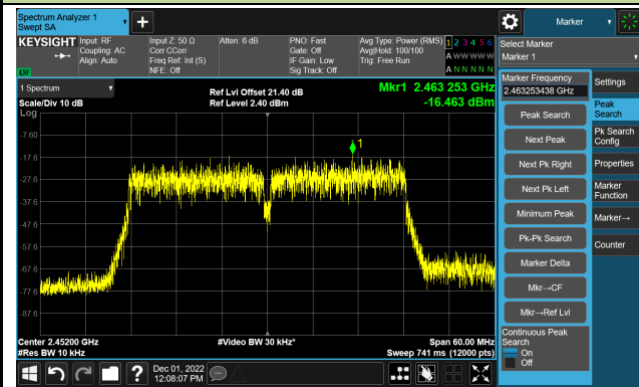 Spectrum Analyzer 1
Swept SA
+
Marker
KEYSIGHT
Input: RF
Coupling: AC
Align: Auto
Input Z: 50 Ω
Corr CCorr
Freq Ref: Int (S)
NFE: Off
Atten: 6 dB
PNO: Fast
Gate: Off
IF Gain: Low
Sig Track: Off
Avg Type: Power (RMS)
Avg|Hold: 100/100
Trig: Free Run
1 2 3 4 5 6
A W W W W W
A N N N N N
Select Marker
Marker 1
LXI
1 Spectrum
Scale/Div 10 dB
Log
Ref Lvl Offset 21.40 dB
Ref Level 2.40 dBm
Mkr1 2.463 253 GHz
-16.463 dBm
1
-7.60
-17.6
-27.6
-37.6
-47.6
-57.6
-67.6
-77.6
-87.6
Center 2.45200 GHz
#Res BW 10 kHz
#Video BW 30 kHz*
Span 60.00 MHz
Sweep 741 ms (12000 pts)
Marker Frequency
2.463253438 GHz
Peak Search
Next Peak
Next Pk Right
Next Pk Left
Minimum Peak
Pk-Pk Search
Marker Delta
Mkr→CF
Mkr→Ref Lvl
Continuous Peak
Search
On
Off
Settings
Peak
Search
Pk Search
Config
Properties
Marker
Function
Marker→
Counter
?
Dec 01, 2022
12:08:07 PM